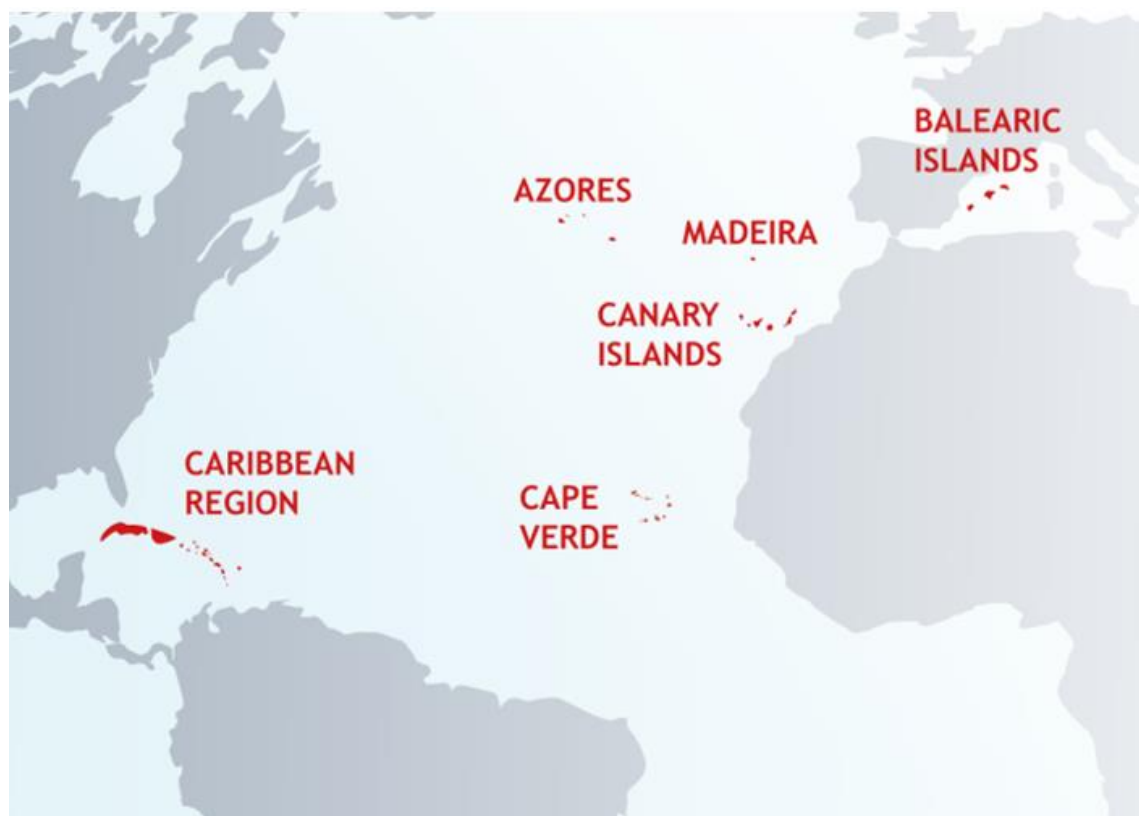 BALEARIC
ISLANDS
AZORES
MADEIRA
CANARY
ISLANDS
CARIBBEAN
REGION
CAPE
VERDE